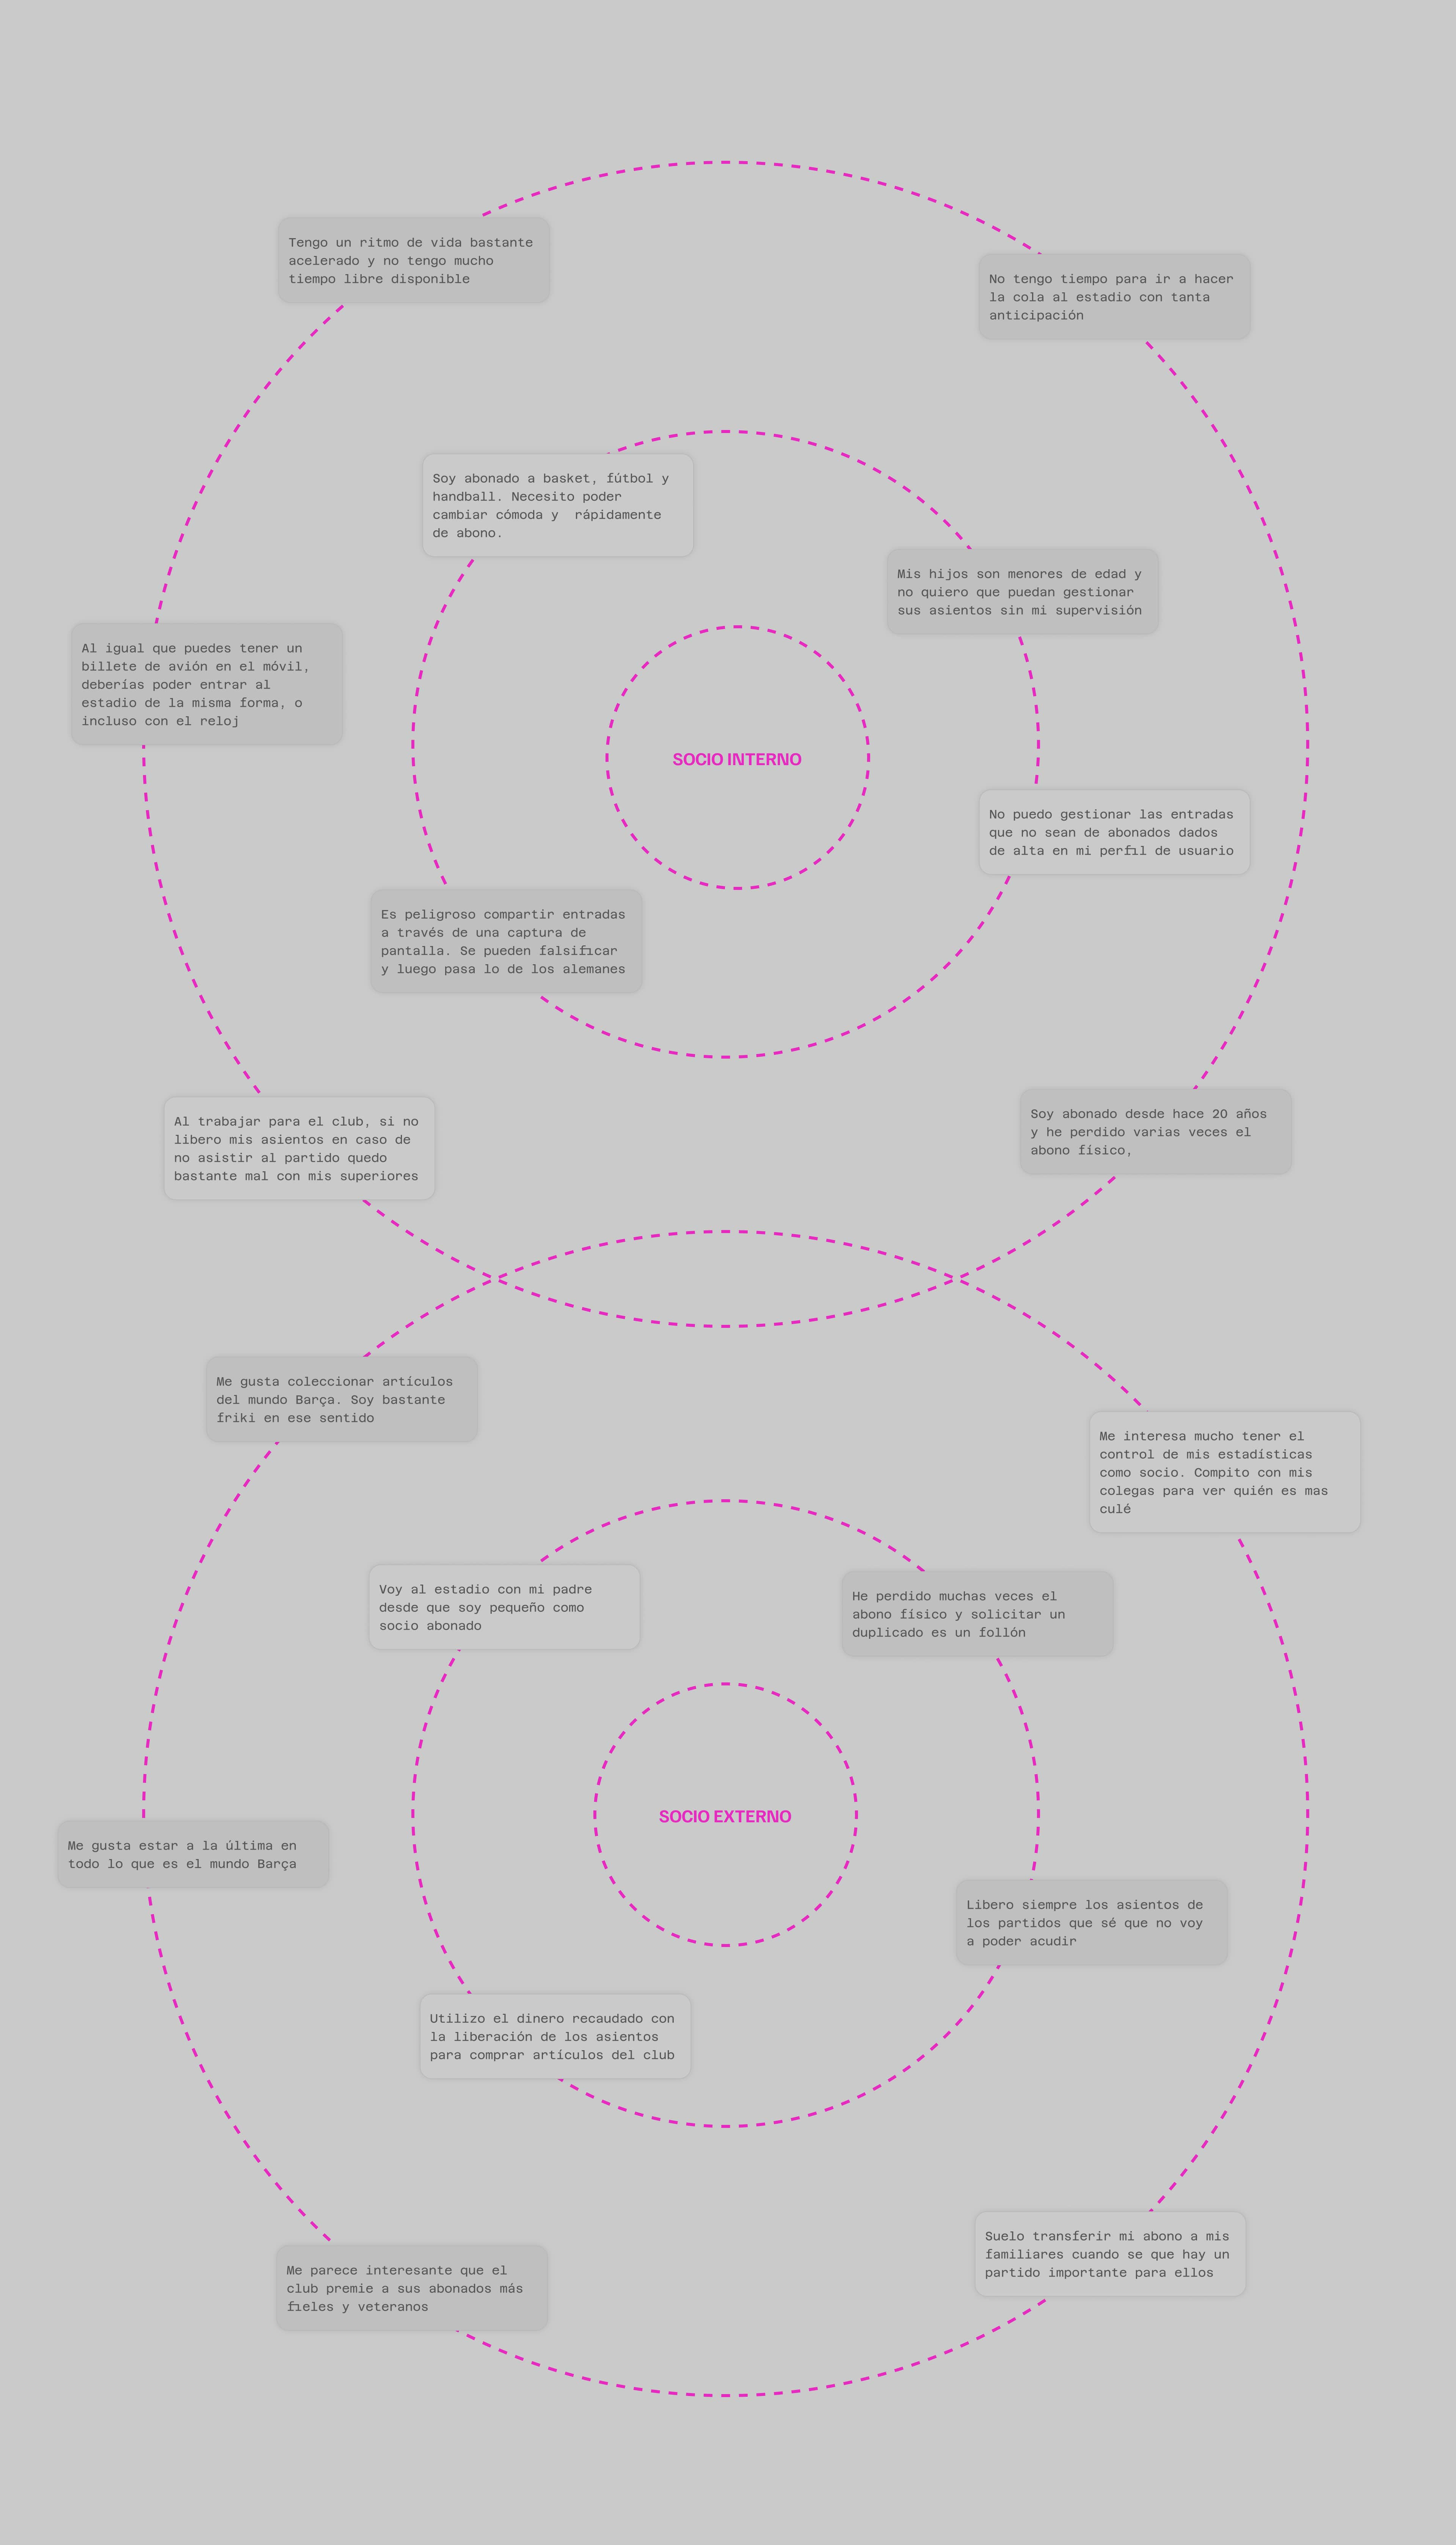 Tengo un ritmo de vida bastante
acelerado y no tengo mucho
tiempo libre disponible
No tengo tiempo para ir a hacer
la cola al estadio con tanta
anticipación
Soy abonado a basket, fútbol y
handball. Necesito poder
cambiar cómoda y  rápidamente
de abono.
Mis hijos son menores de edad y
no quiero que puedan gestionar
sus asientos sin mi supervisión
Al igual que puedes tener un
billete de avión en el móvil,
deberías poder entrar al
estadio de la misma forma, o
incluso con el reloj
SOCIO INTERNO
No puedo gestionar las entradas
que no sean de abonados dados
de alta en mi perfil de usuario
Es peligroso compartir entradas
a través de una captura de
pantalla. Se pueden falsificar
y luego pasa lo de los alemanes
Al trabajar para el club, si no
libero mis asientos en caso de
no asistir al partido quedo
bastante mal con mis superiores
Soy abonado desde hace 20 años
y he perdido varias veces el
abono físico,
Me gusta coleccionar artículos
del mundo Barça. Soy bastante
friki en ese sentido
Me interesa mucho tener el
control de mis estadísticas
como socio. Compito con mis
colegas para ver quién es mas
culé
Voy al estadio con mi padre
desde que soy pequeño como
socio abonado
He perdido muchas veces el
abono físico y solicitar un
duplicado es un follón
SOCIO EXTERNO
Me gusta estar a la última en
todo lo que es el mundo Barça
Libero siempre los asientos de
los partidos que sé que no voy
a poder acudir
Utilizo el dinero recaudado con
la liberación de los asientos
para comprar artículos del club
Suelo transferir mi abono a mis
familiares cuando se que hay un
partido importante para ellos
Me parece interesante que el
club premie a sus abonados más
fieles y veteranos